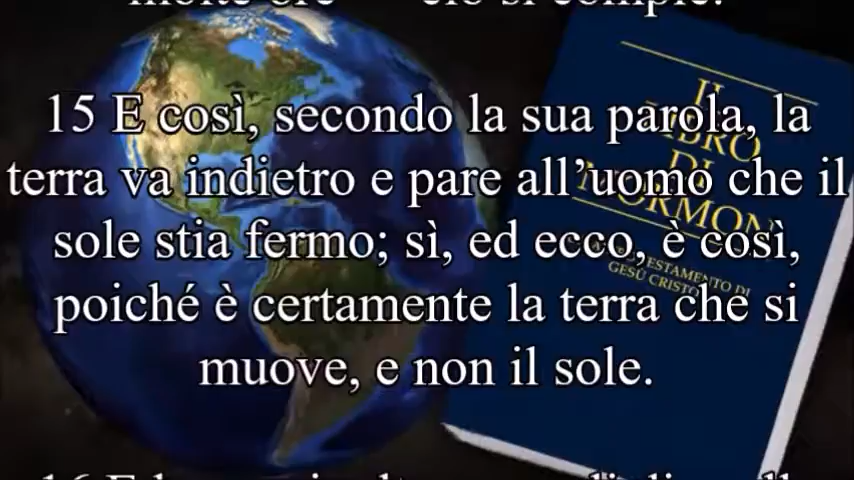 15 E così, secondo la sua parola, la
terra va indietro e pare all’uomo che il
sole stia fermo; sì, ed ecco, è così,
poiché è certamente la terra che si
muove, e non il sole.
IL
LIBRO
DI
MORMON
TESTAMENTO DI
GESÙ CRISTO